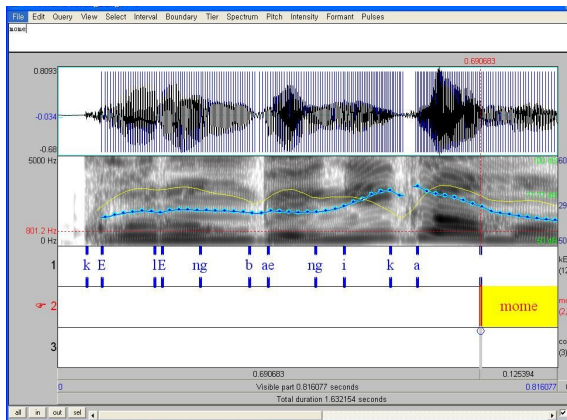 File Edit Query View Select Interval Boundary Tier Spectrum Pitch Intensity Formant Pulses
mome
0.690683
0.8093
-0.034
-0.68
5000 Hz
801.2 Hz
0 Hz
1 k E l E ng b ae ng i k a
2 mome
3
0.690683 0.125394
0 Visible part 0.816077 seconds 0.816077
Total duration 1.632154 seconds
all in out sel